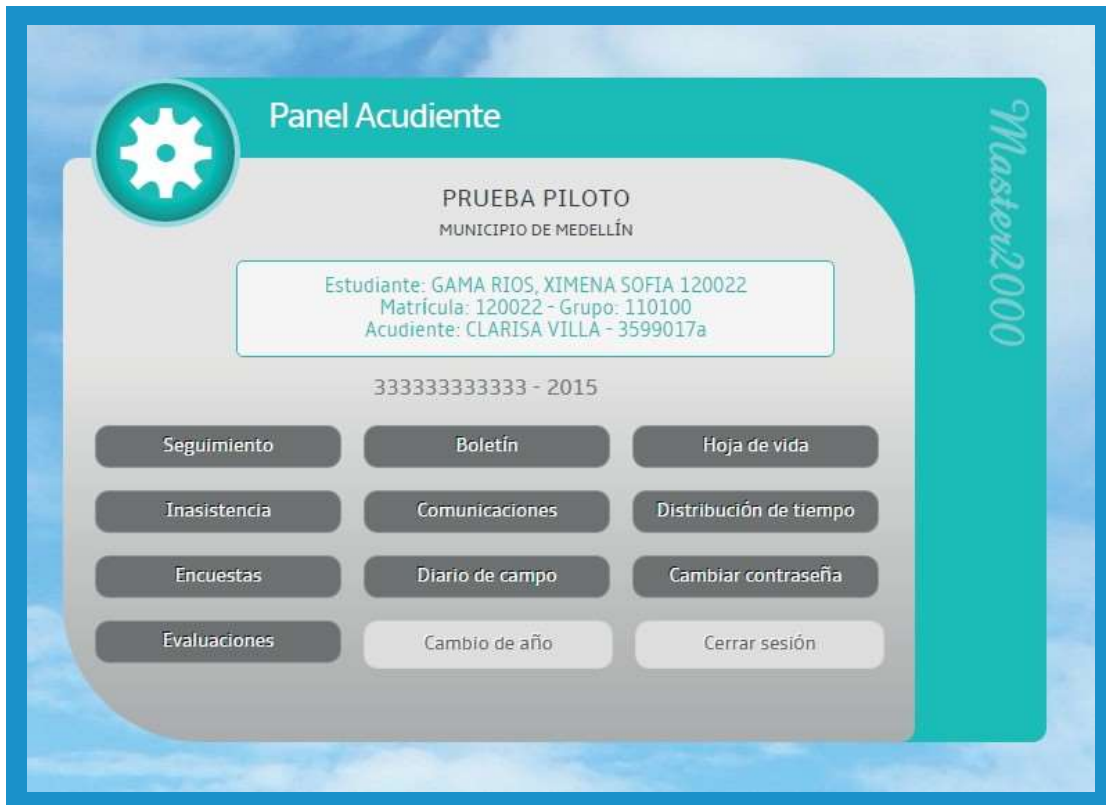 Panel Acudiente
Master2000
PRUEBA PILOTO
MUNICIPIO DE MEDELLÍN
Estudiante: GAMA RIOS, XIMENA SOFIA 120022
Matrícula: 120022 - Grupo: 110100
Acudiente: CLARISA VILLA - 3599017a
333333333333 - 2015
Seguimiento Boletín Hoja de vida
Inasistencia Comunicaciones Distribución de tiempo
Encuestas Diario de campo Cambiar contraseña
Evaluaciones Cambio de año Cerrar sesión